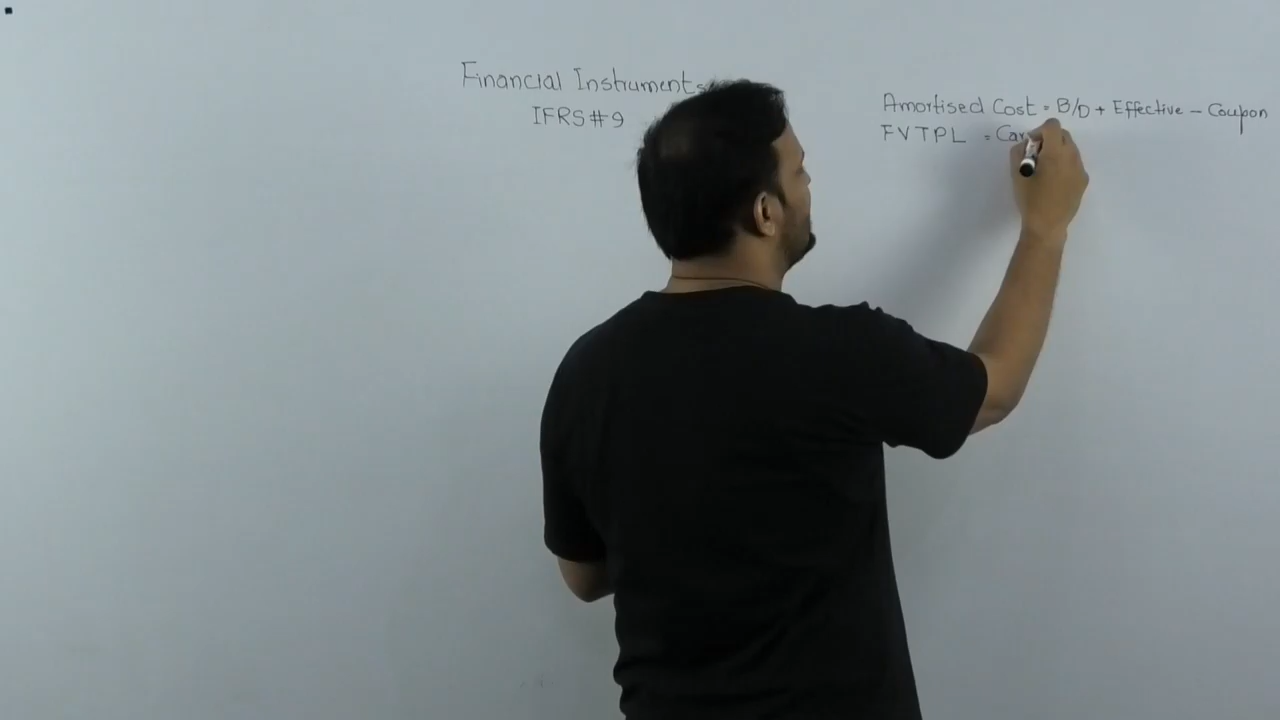 Financial Instruments
IFRS#9
Amortised Cost = B/D + Effective - Coupon
FVTPL =